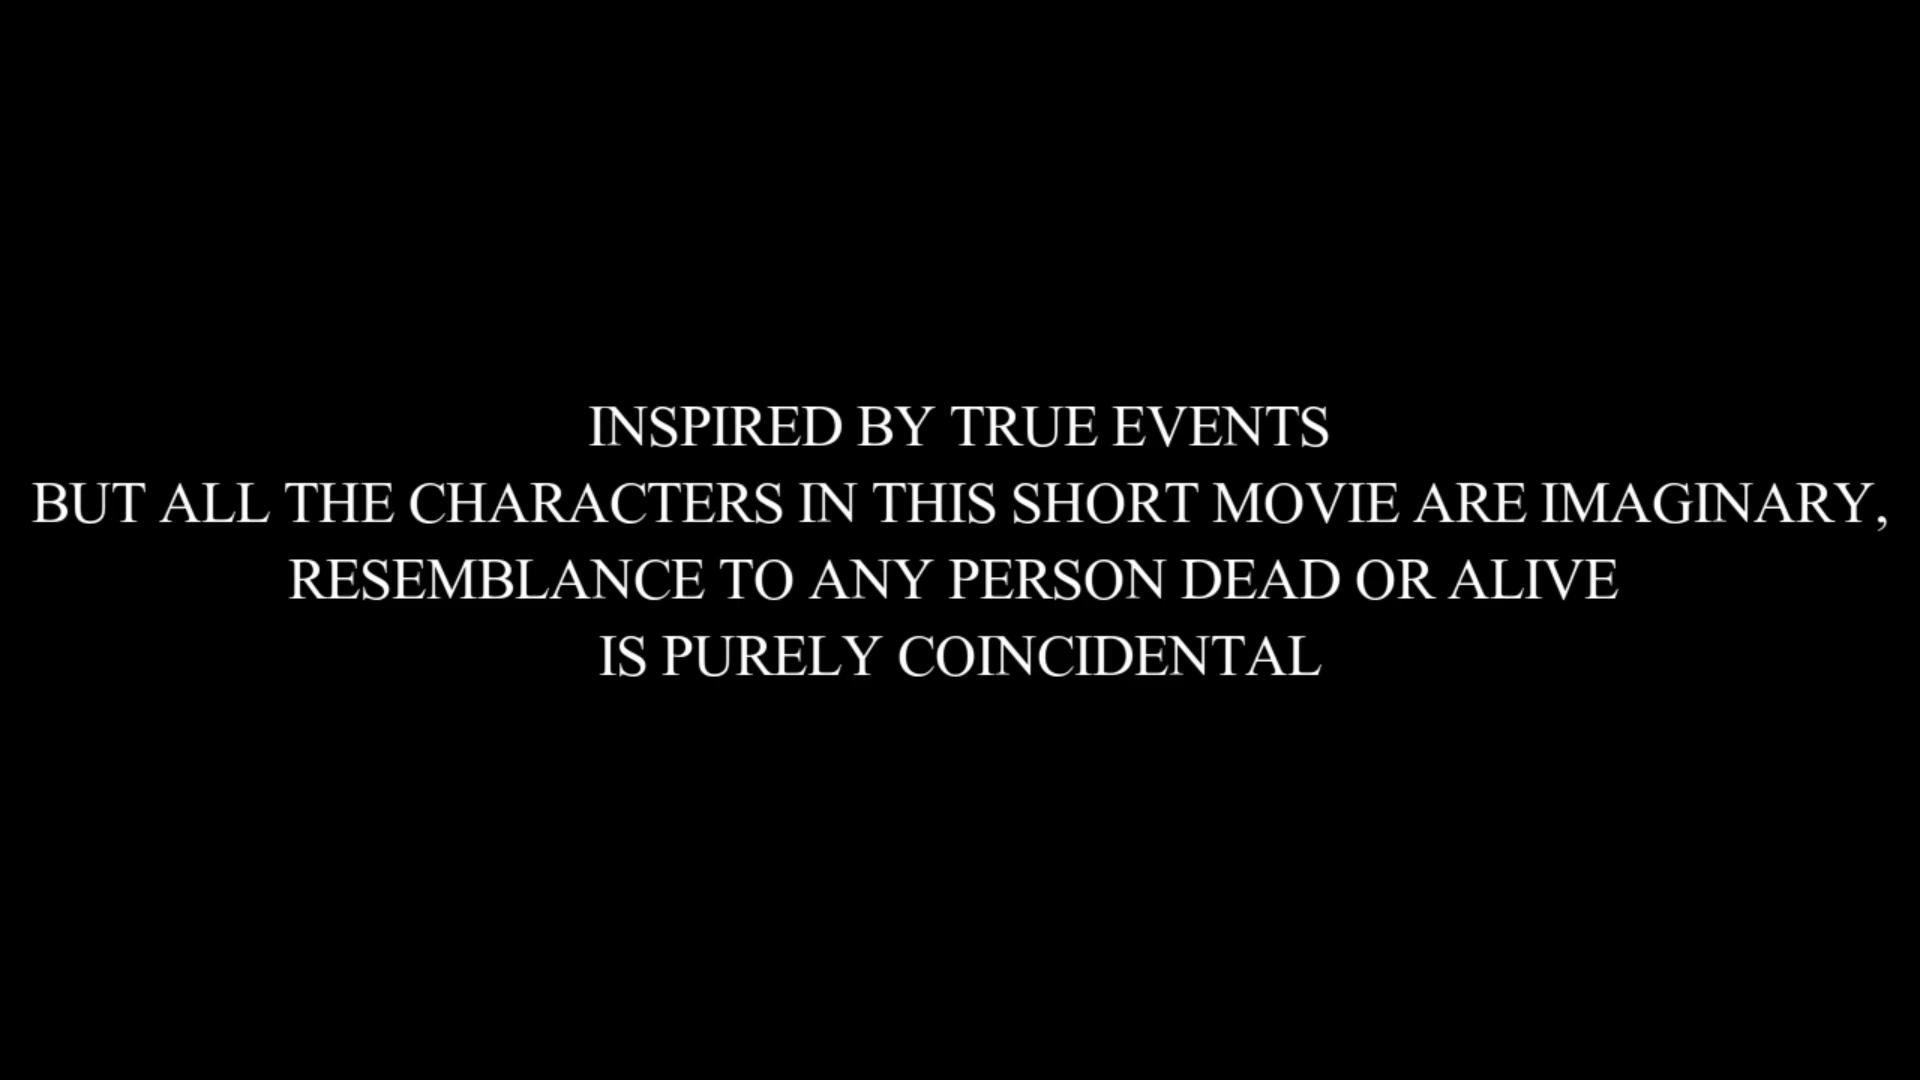 INSPIRED BY TRUE EVENTS
BUT ALL THE CHARACTERS IN THIS SHORT MOVIE ARE IMAGINARY,
RESEMBLANCE TO ANY PERSON DEAD OR ALIVE
IS PURELY COINCIDENTAL